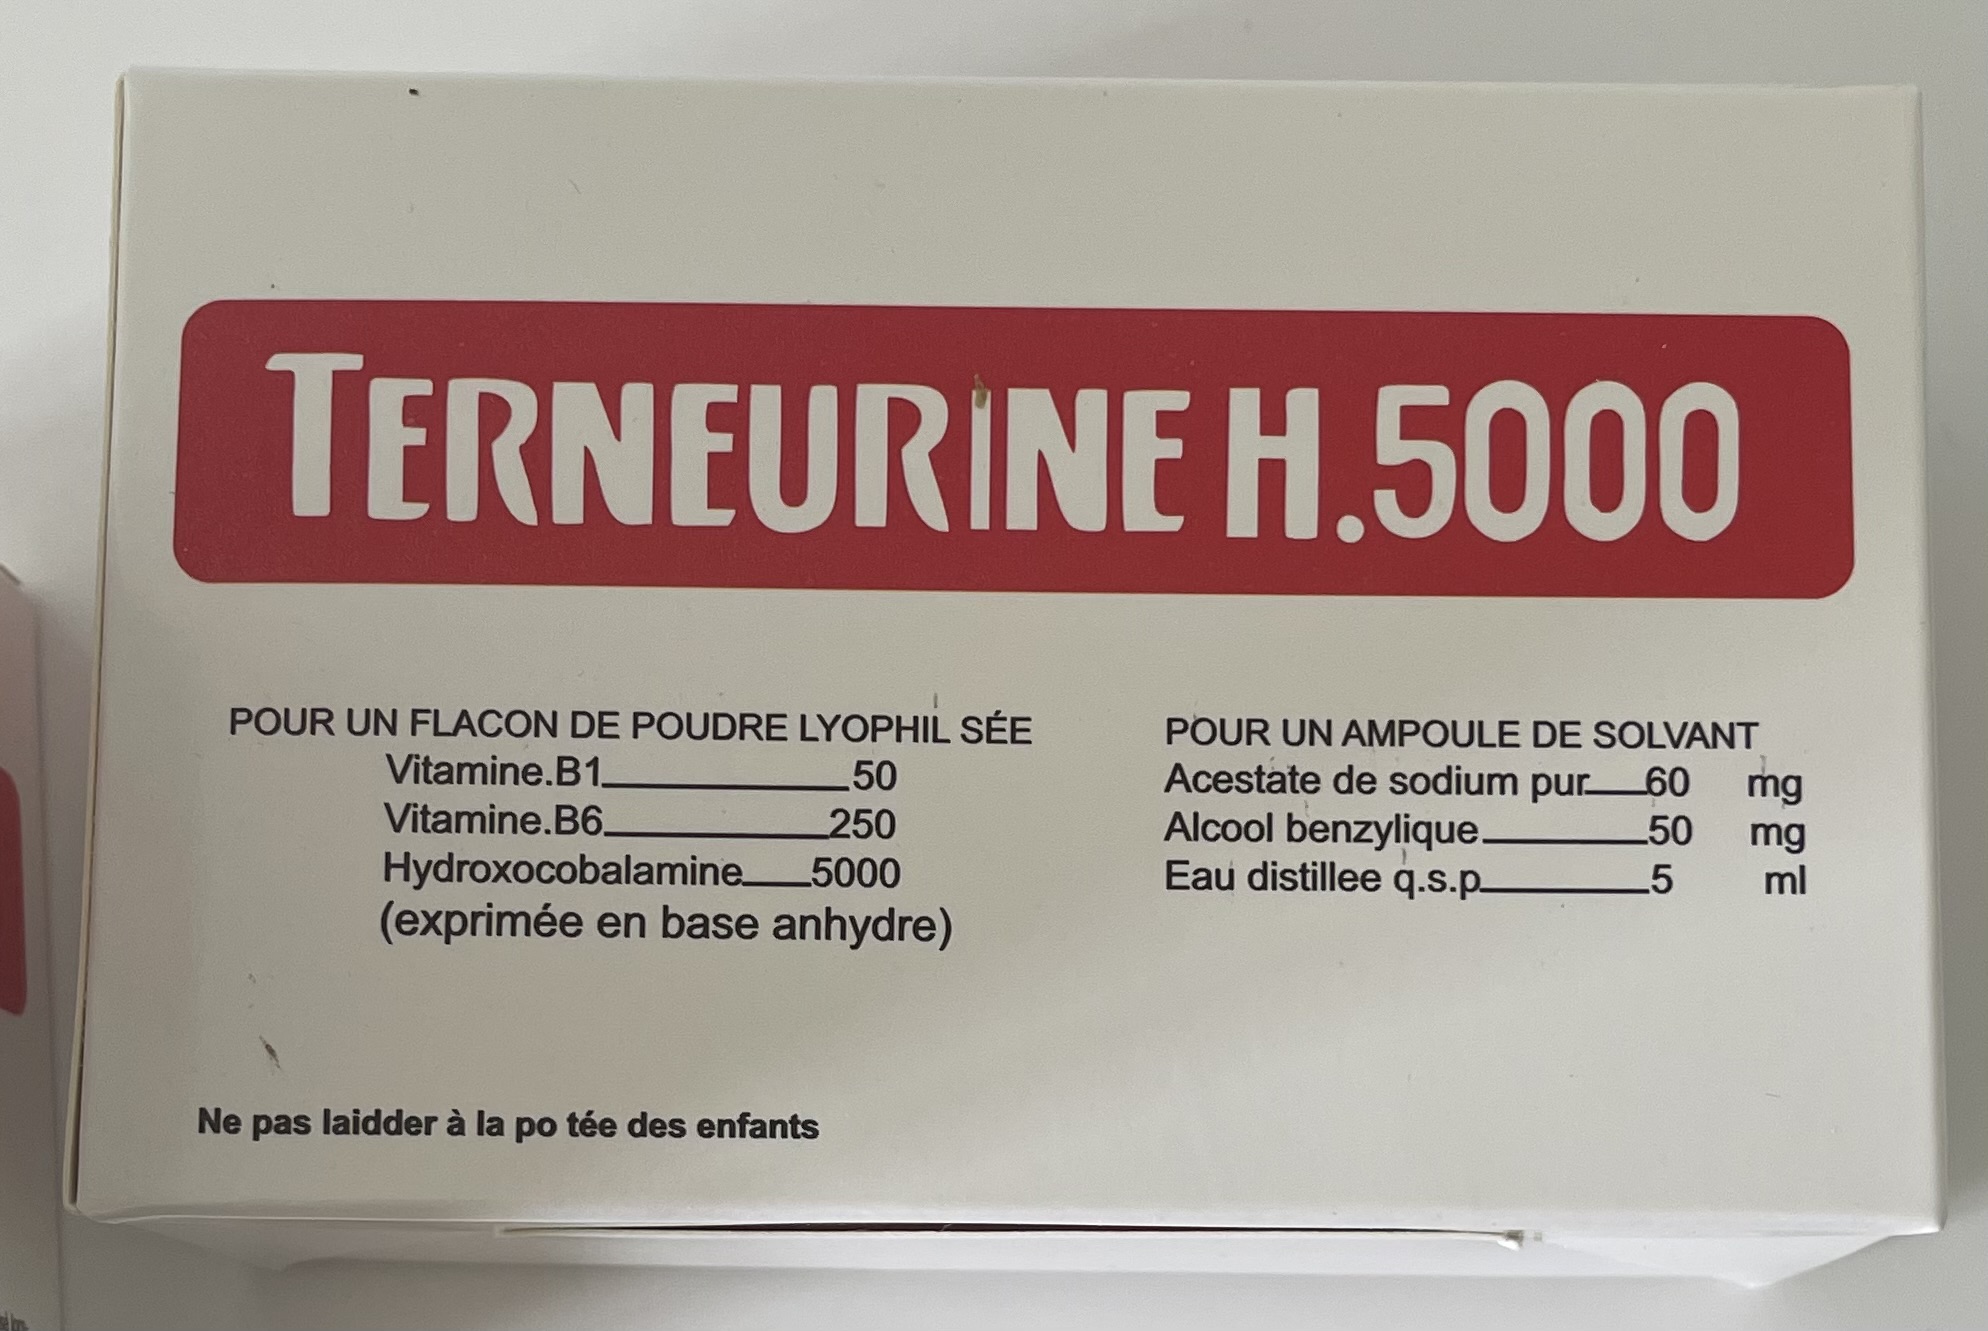 TERNEURINE H.5000
POUR UN FLACON DE POUDRE LYOPHIL SÉE
Vitamine.B1 50
Vitamine.B6 250
Hydroxocobalamine 5000
(exprimée en base anhydre)
POUR UN AMPOULE DE SOLVANT
Acestate de sodium pur 60 mg
Alcool benzylique 50 mg
Eau distillee q.s.p 5 ml
Ne pas laidder à la po tée des enfants